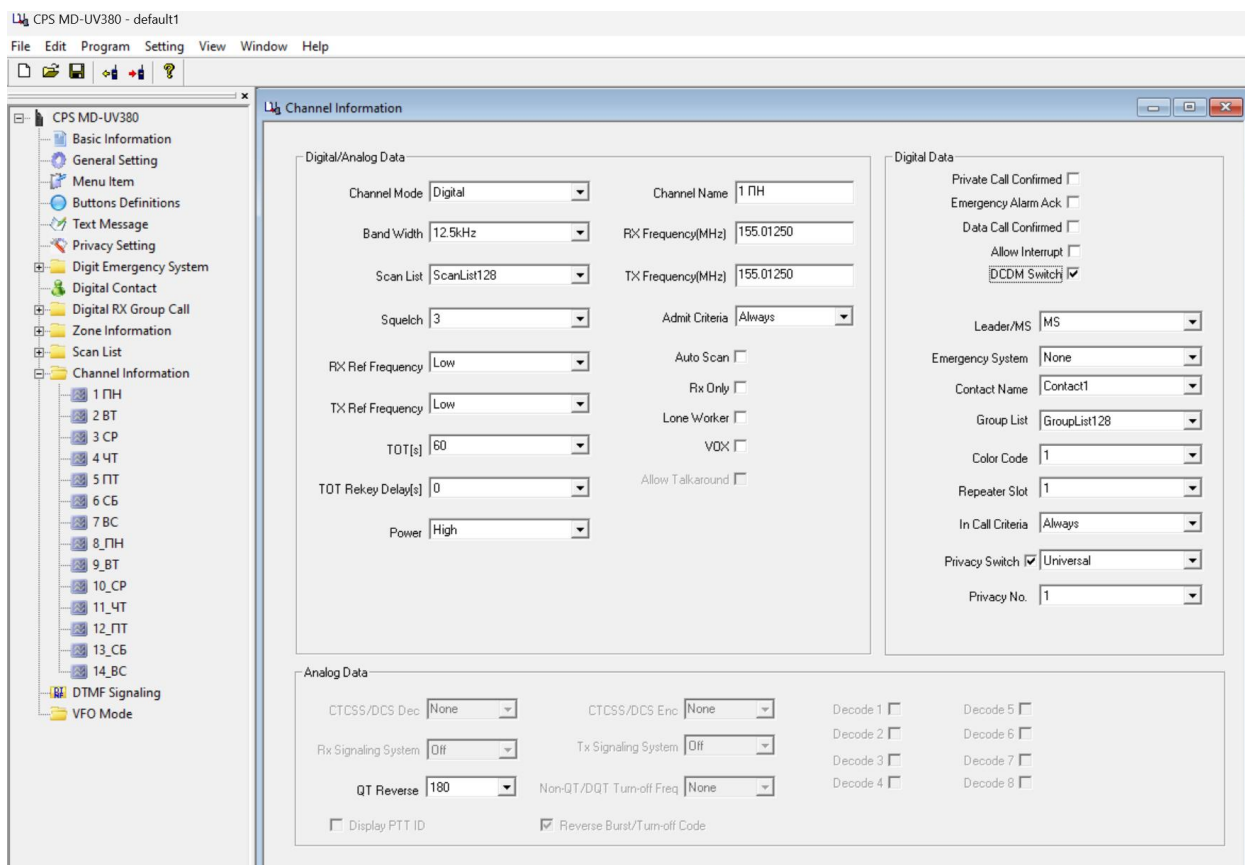 CPS MD-UV380 - default1
File Edit Program Setting View Window Help
CPS MD-UV380
Basic Information
General Setting
Menu Item
Buttons Definitions
Text Message
Privacy Setting
Digit Emergency System
Digital Contact
Digital RX Group Call
Zone Information
Scan List
Channel Information
1 ПН
2 ВТ
3 СР
4 ЧТ
5 ПТ
6 СБ
7 ВС
8_ПН
9_ВТ
10_СР
11_ЧТ
12_ПТ
13_СБ
14_ВС
DTMF Signaling
VFO Mode
Channel Information
Digital/Analog Data
Channel Mode Digital
Band Width 12.5kHz
Scan List ScanList128
Squelch 3
RX Ref Frequency Low
TX Ref Frequency Low
TOT[s] 60
TOT Rekey Delay[s] 0
Power High
Channel Name 1 ПН
RX Frequency(MHz) 155.01250
TX Frequency(MHz) 155.01250
Admit Criteria Always
Auto Scan
Rx Only
Lone Worker
VOX
Allow Talkaround
Digital Data
Private Call Confirmed
Emergency Alarm Ack
Data Call Confirmed
Allow Interrupt
DCDM Switch
Leader/MS MS
Emergency System None
Contact Name Contact1
Group List GroupList128
Color Code 1
Repeater Slot 1
In Call Criteria Always
Privacy Switch Universal
Privacy No. 1
Analog Data
CTCSS/DCS Dec None
Rx Signaling System Off
QT Reverse 180
Display PTT ID
CTCSS/DCS Enc None
Tx Signaling System Off
Non-QT/DQT Turn-off Freq None
Reverse Burst/Turn-off Code
Decode 1
Decode 2
Decode 3
Decode 4
Decode 5
Decode 6
Decode 7
Decode 8